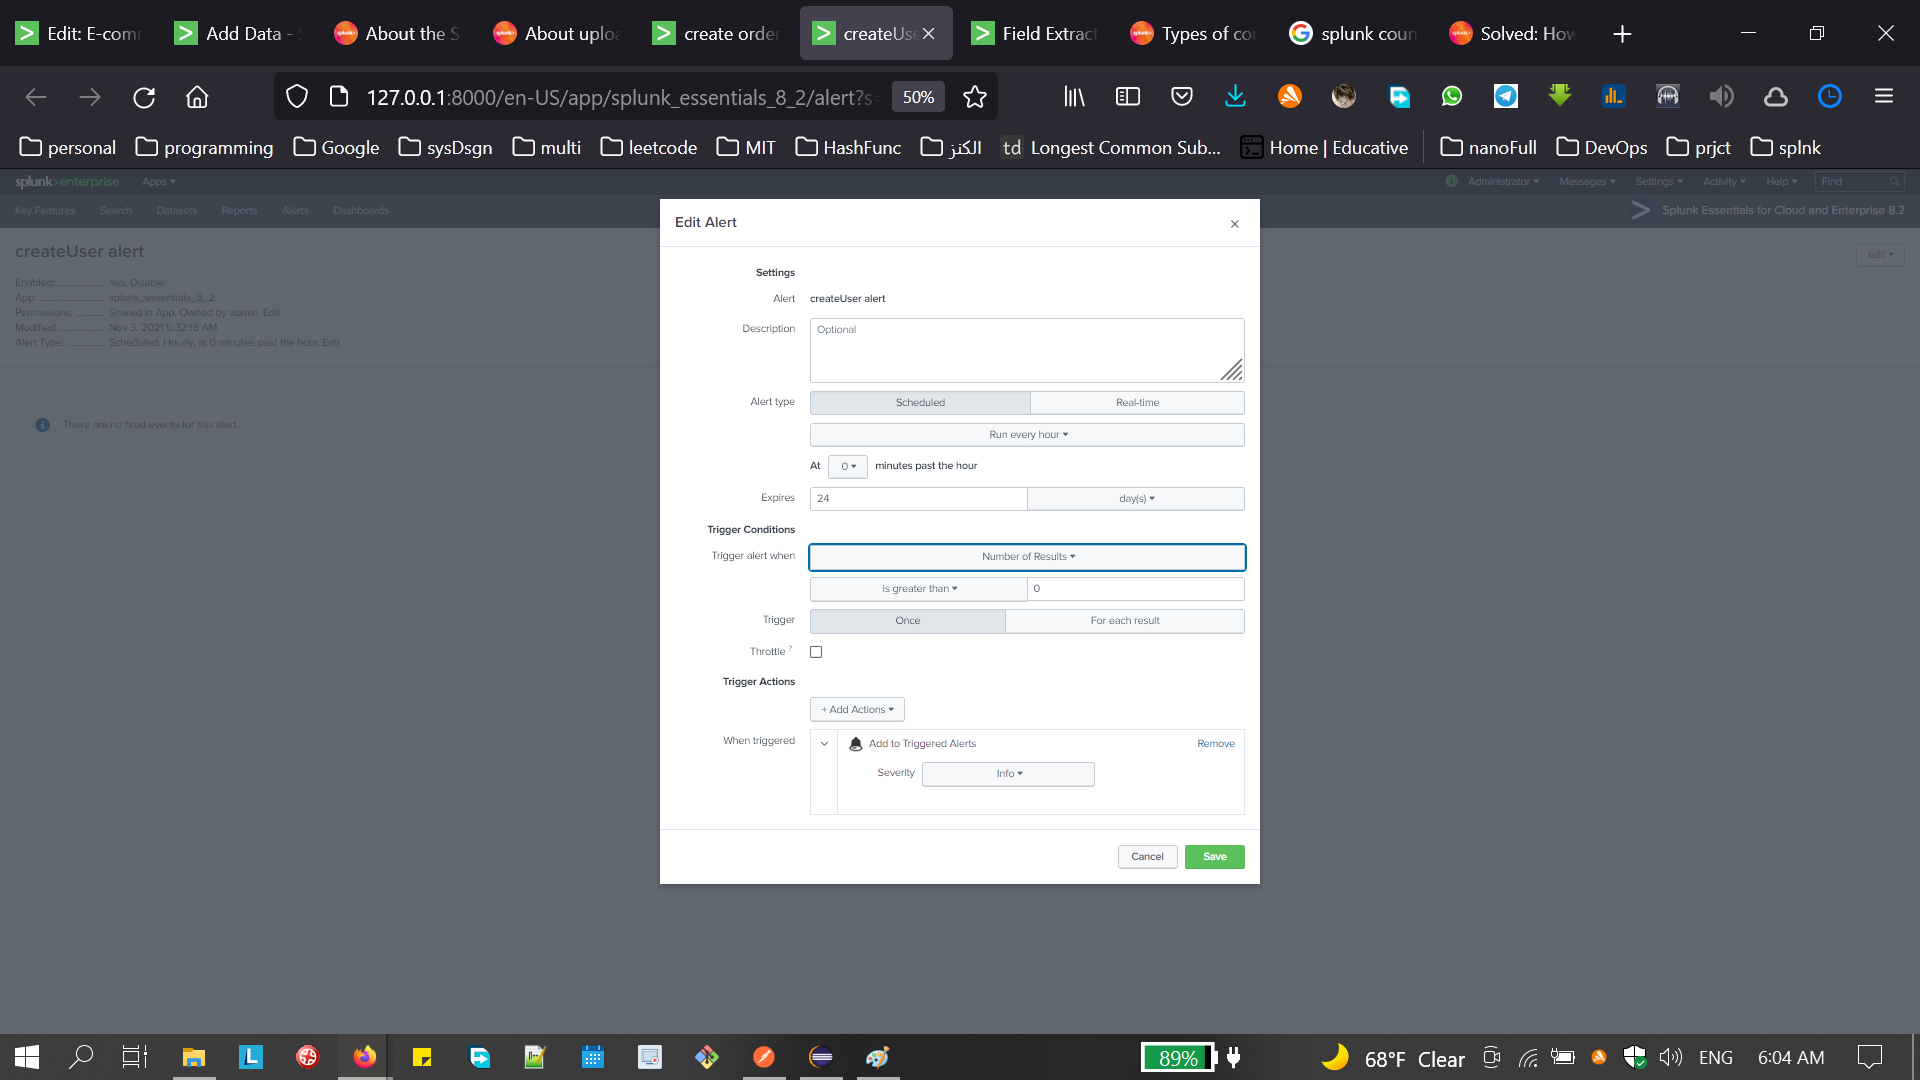 Edit: E-com
Add Data -
About the S
About uplo
create order
createUse
Field Extract
Types of co
splunk coun
Solved: How
127.0.0.1:8000/en-US/app/splunk_essentials_8_2/alert?s=
50%
personal
programming
Google
sysDsgn
multi
leetcode
MIT
HashFunc
الكنز
td Longest Common Sub...
Home | Educative
nanoFull
DevOps
prjct
splnk
splunk>enterprise
Apps
Administrator
Messages
Settings
Activity
Help
Find
Key Features
Search
Datasets
Reports
Alerts
Dashboards
Splunk Essentials for Cloud and Enterprise 8.2
createUser alert
Edit
Enabled: Yes. Disable
App: splunk_essentials_8_2
Permissions: Shared in App. Owned by admin. Edit
Modified: Nov 3, 2021 5:32:18 AM
Alert Type: Scheduled. Hourly, at 0 minutes past the hour. Edit
There are no fired events for this alert.
Edit Alert
Settings
Alert createUser alert
Description Optional
Alert type Scheduled Real-time
Run every hour
At 0 minutes past the hour
Expires 24 day(s)
Trigger Conditions
Trigger alert when Number of Results
is greater than 0
Trigger Once For each result
Throttle ?
Trigger Actions
+ Add Actions
When triggered Add to Triggered Alerts Remove
Severity Info
Cancel Save
L
89%
68°F Clear
ENG
6:04 AM